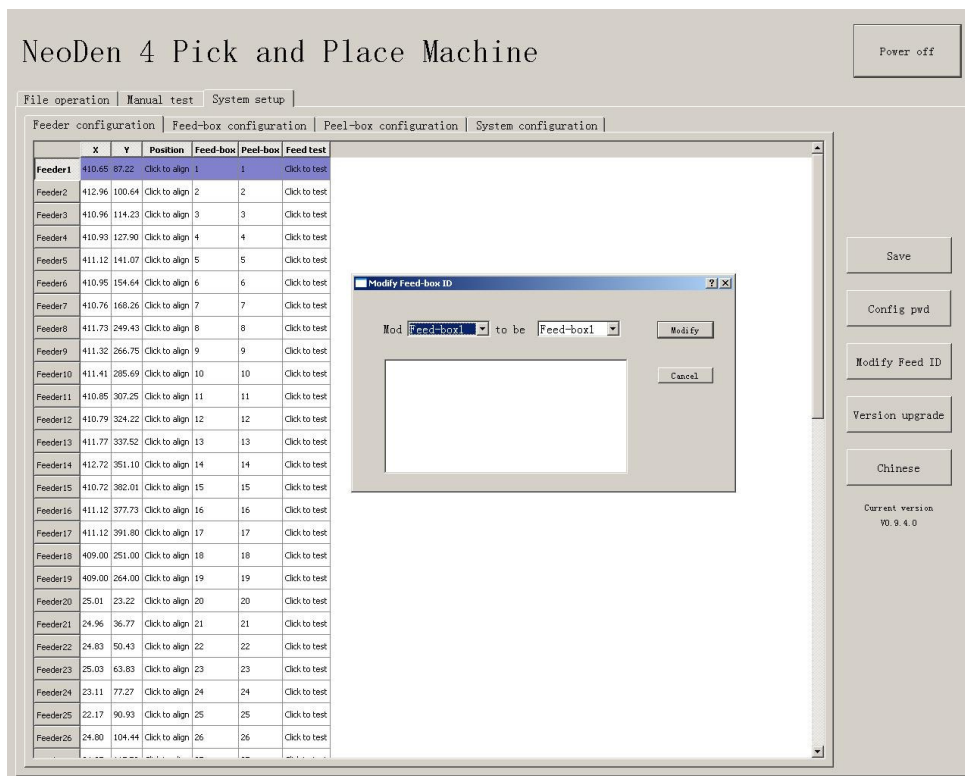 NeoDen 4 Pick and Place Machine
Power off
File operation Manual test System setup
Feeder configuration Feed-box configuration Peel-box configuration System configuration
X Y Position Feed-box Peel-box Feed test
Feeder1 410.65 87.22 Click to align 1 1 Click to test
Feeder2 412.96 100.64 Click to align 2 2 Click to test
Feeder3 410.96 114.23 Click to align 3 3 Click to test
Feeder4 410.93 127.90 Click to align 4 4 Click to test
Feeder5 411.12 141.07 Click to align 5 5 Click to test
Feeder6 410.95 154.64 Click to align 6 6 Click to test
Feeder7 410.76 168.26 Click to align 7 7 Click to test
Feeder8 411.73 249.43 Click to align 8 8 Click to test
Feeder9 411.32 266.75 Click to align 9 9 Click to test
Feeder10 411.41 285.69 Click to align 10 10 Click to test
Feeder11 410.85 307.25 Click to align 11 11 Click to test
Feeder12 410.79 324.22 Click to align 12 12 Click to test
Feeder13 411.77 337.52 Click to align 13 13 Click to test
Feeder14 412.72 351.10 Click to align 14 14 Click to test
Feeder15 410.72 382.01 Click to align 15 15 Click to test
Feeder16 411.12 377.73 Click to align 16 16 Click to test
Feeder17 411.12 391.80 Click to align 17 17 Click to test
Feeder18 409.00 251.00 Click to align 18 18 Click to test
Feeder19 409.00 264.00 Click to align 19 19 Click to test
Feeder20 25.01 23.22 Click to align 20 20 Click to test
Feeder21 24.96 36.77 Click to align 21 21 Click to test
Feeder22 24.83 50.43 Click to align 22 22 Click to test
Feeder23 25.03 63.83 Click to align 23 23 Click to test
Feeder24 23.11 77.27 Click to align 24 24 Click to test
Feeder25 22.17 90.93 Click to align 25 25 Click to test
Feeder26 24.80 104.44 Click to align 26 26 Click to test
Modify Feed-box ID
Mod Feed-box1 to be Feed-box1 Modify
Cancel
Save
Config pwd
Modify Feed ID
Version upgrade
Chinese
Current version
V0.9.4.0